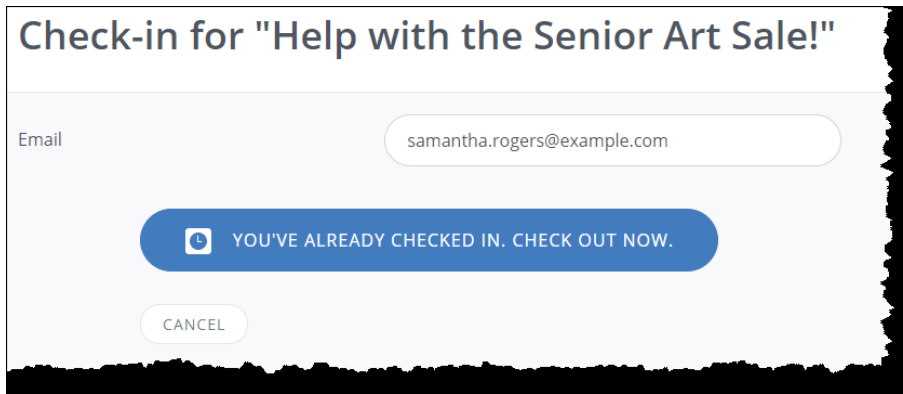 Check-in for "Help with the Senior Art Sale!"
Email
samantha.rogers@example.com
YOU'VE ALREADY CHECKED IN. CHECK OUT NOW.
CANCEL